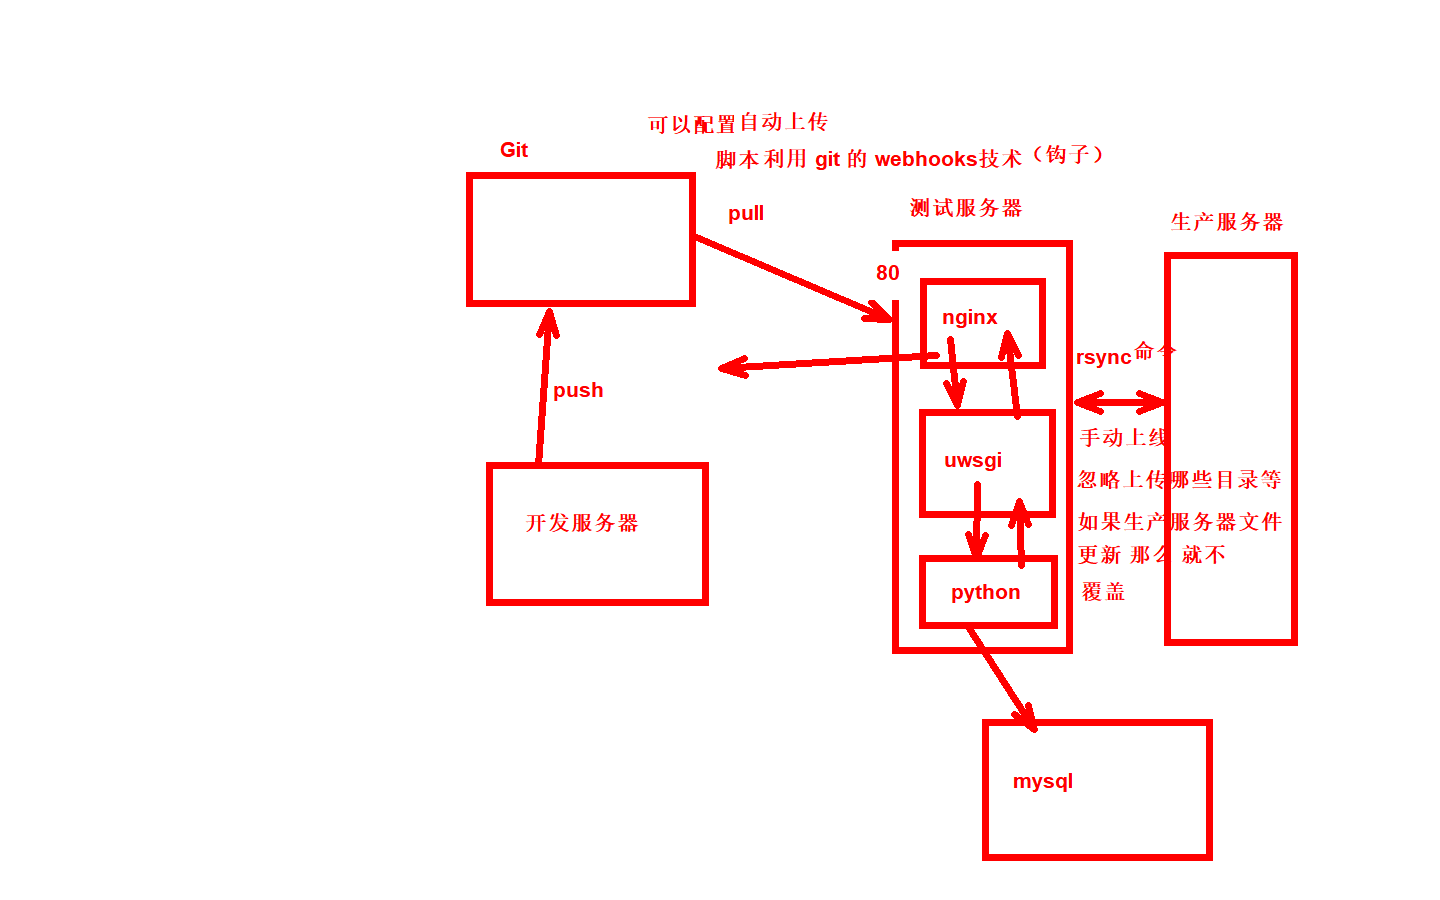 可以配置自动上传
Git
脚本利用 git 的 webhooks技术（钩子）
pull
测试服务器
生产服务器
80
nginx
rsync命令
push
手动上线
uwsgi
忽略上传哪些目录等
开发服务器
如果生产服务器文件
更新 那么 就不
python
覆盖
mysql